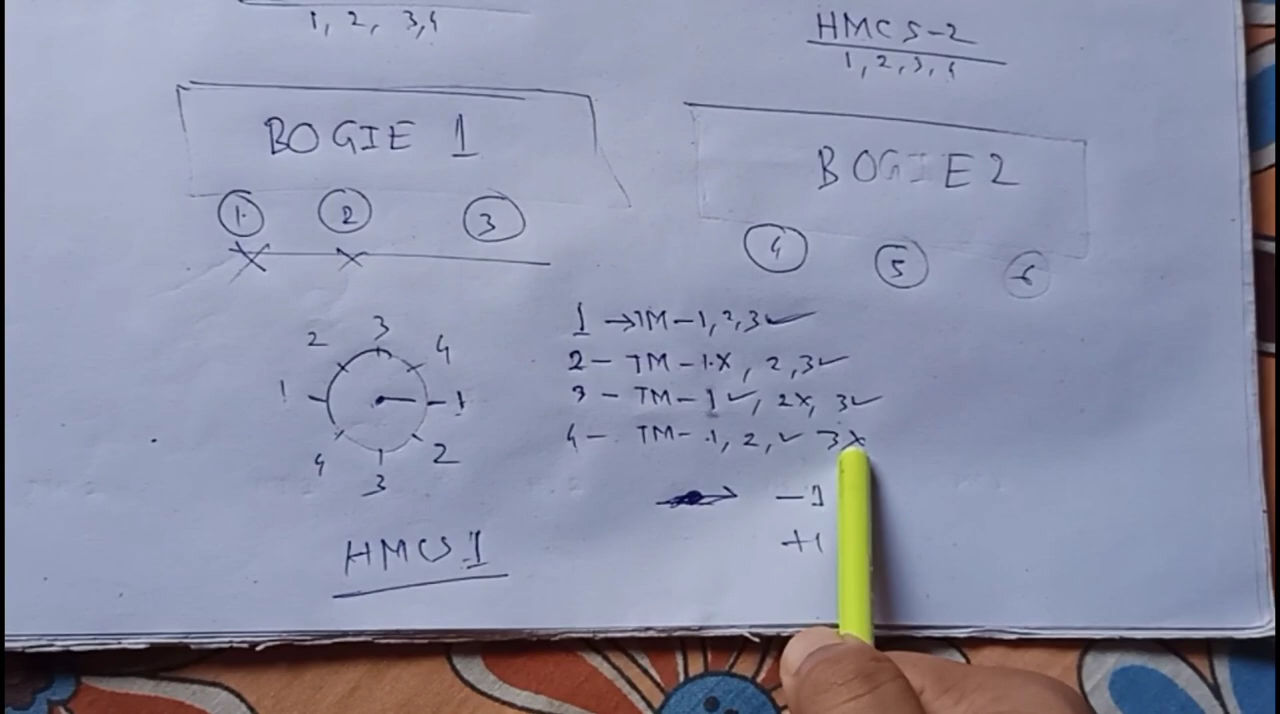 1, 2, 3,4
HMCS-2
1, 2, 3, 4
BOGIE 1
BOGIE 2
1 2 3
4 5 6
1 → TM - 1, 2, 3 ✓
2 - TM - 1 X, 2, 3 ✓
3 - TM - 1 ✓, 2X, 3 ✓
4 - TM - 1, 2, ✓ 3 X
2 3 4
1 1
4 3 2
→ -1
+1
HMCS 1